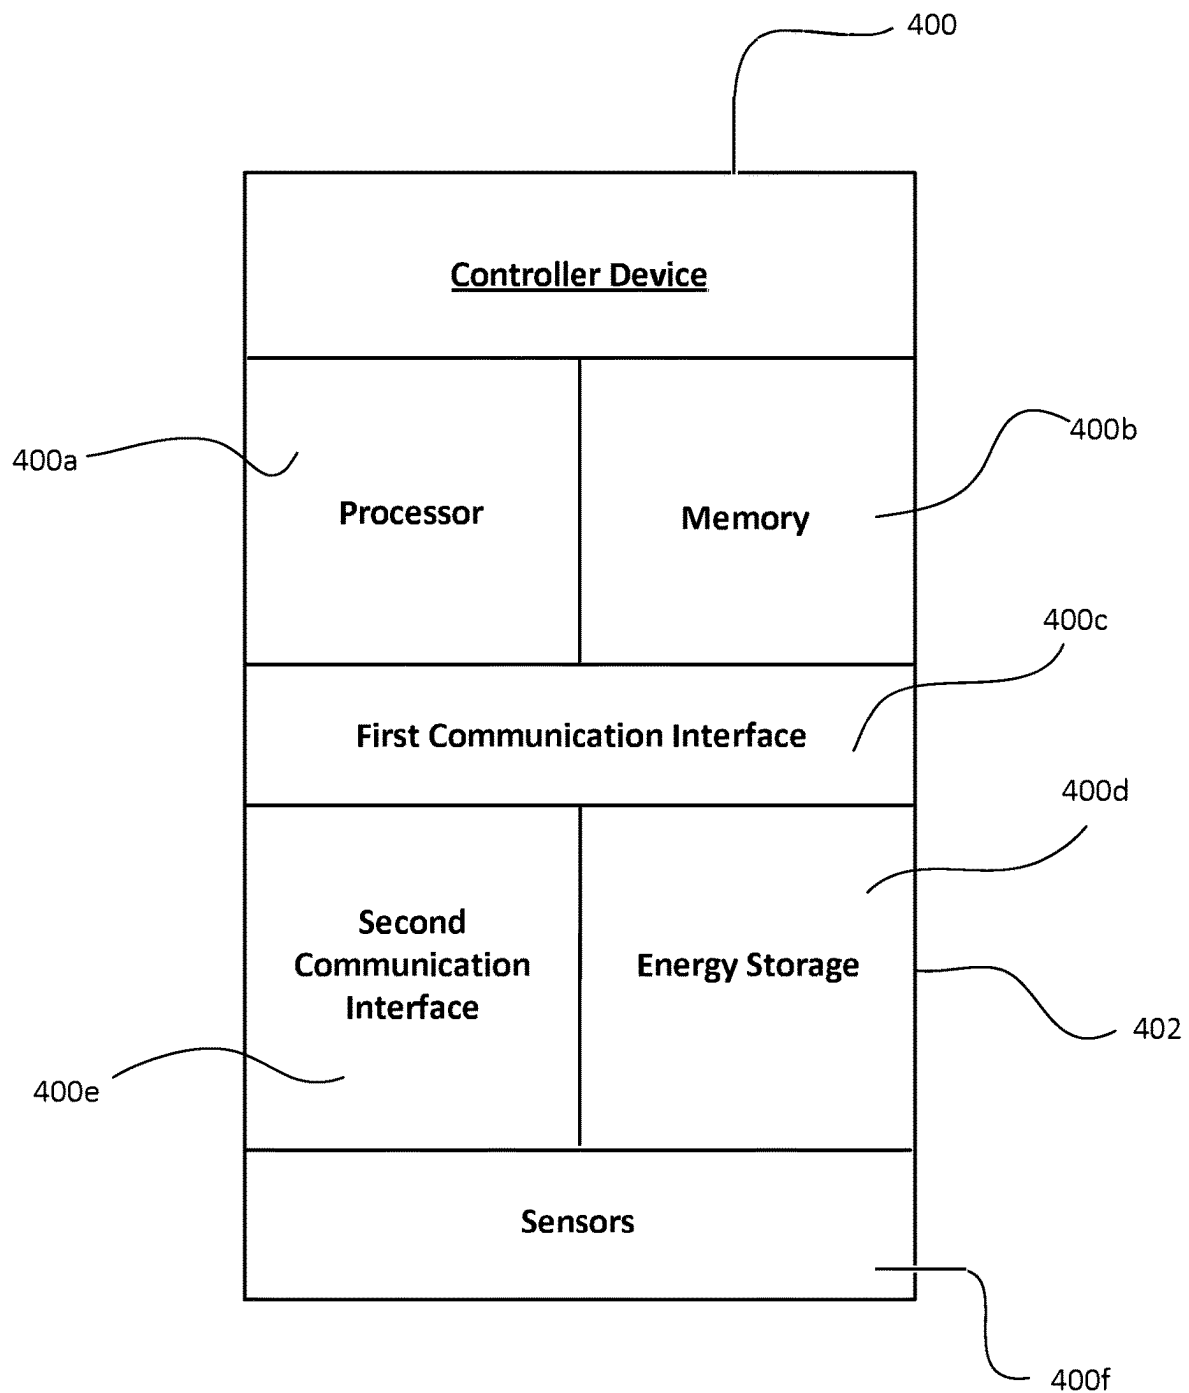 400
Controller Device
400a
Processor
Memory
400b
400c
First Communication Interface
400d
Second
Communication
Interface
Energy Storage
402
400e
Sensors
400f